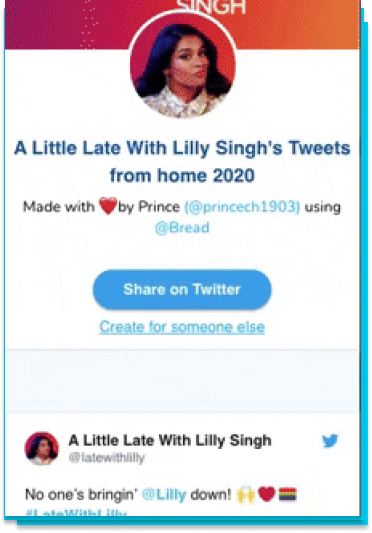 SINGH
A Little Late With Lilly Singh's Tweets
from home 2020
Made with ❤️by Prince (@princech1903) using
@Bread
Share on Twitter
Create for someone else
A Little Late With Lilly Singh
@latewithlilly
No one's bringin' @Lilly down! 🙌❤️🏳️‍🌈
#LateWithLilly